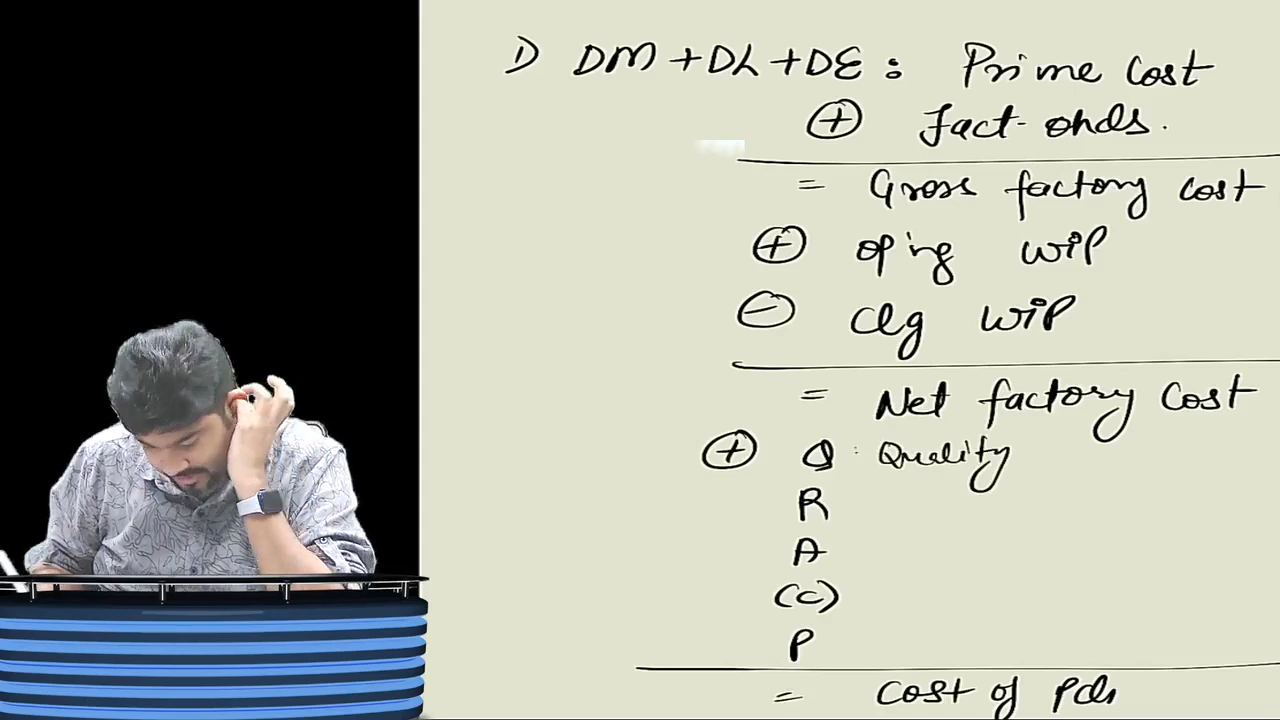 1) DM + DL + DE : Prime Cost
(+) Fact. ohds.
= Gross factory cost
(+) op'ing WIP
(-) Clg WIP
= Net factory Cost
(+) Q : Quality
R
A
(C)
P
= Cost of Pdn